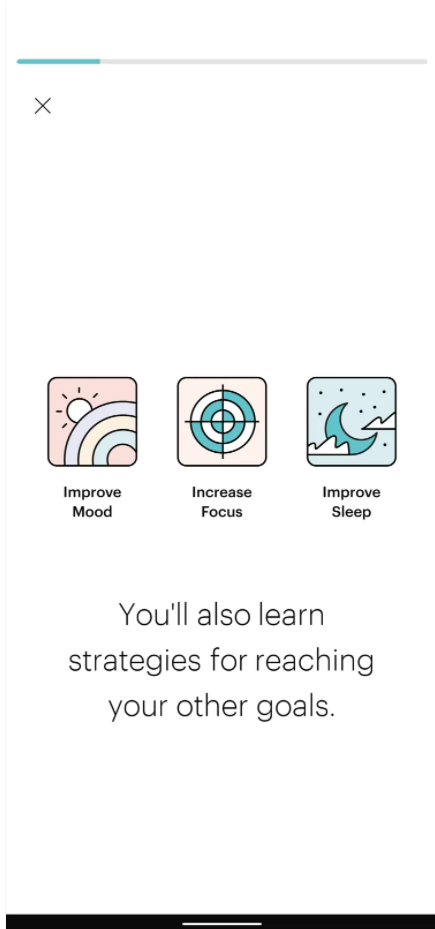 Improve
Mood
Increase
Focus
Improve
Sleep
You'll also learn
strategies for reaching
your other goals.